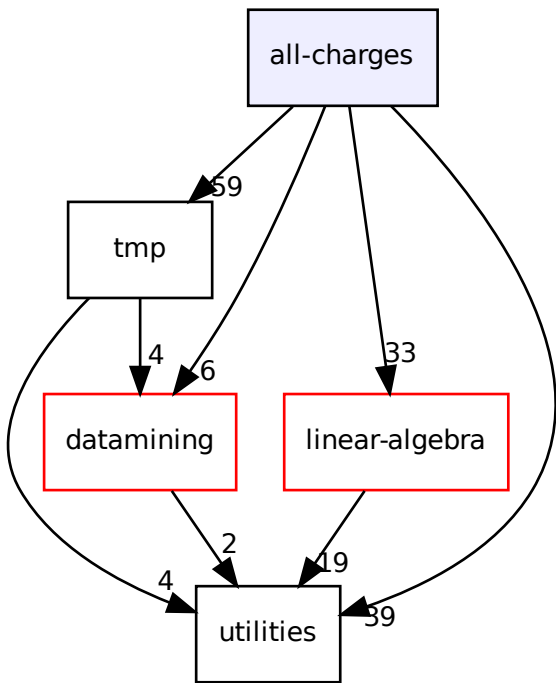 all-charges
59
tmp
4
6
33
datamining
linear-algebra
2
19
4
39
utilities